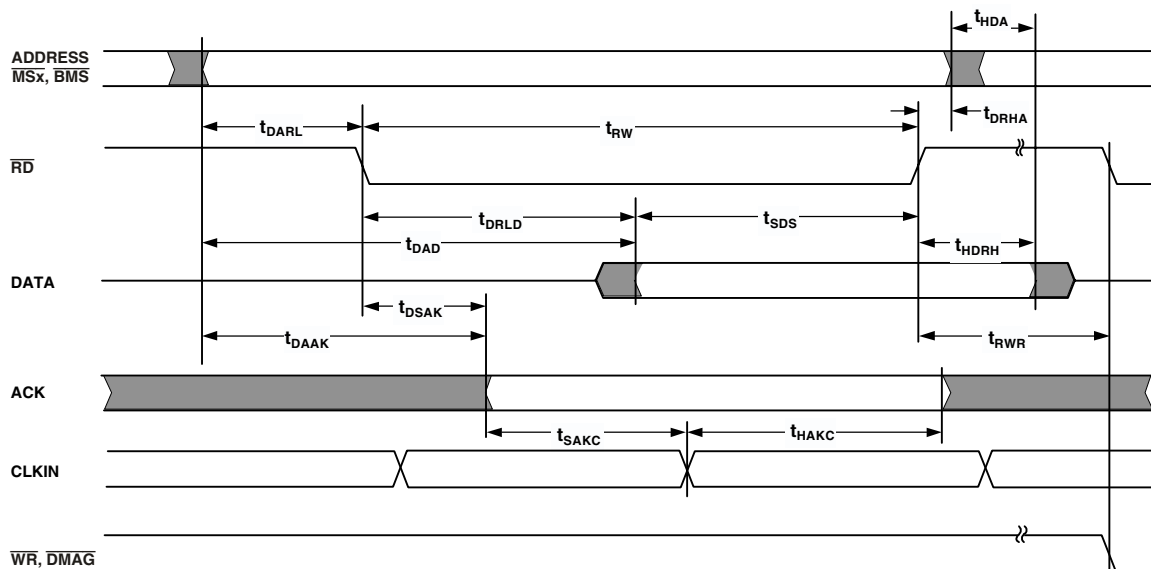 tHDA
ADDRESS
MSx, BMS
tDARL
tRW
tDRHA
RD
tDRLD
tSDS
tDAD
tHDRH
DATA
tDSAK
tDAAK
tRWR
ACK
tSAKC
tHAKC
CLKIN
WR, DMAG